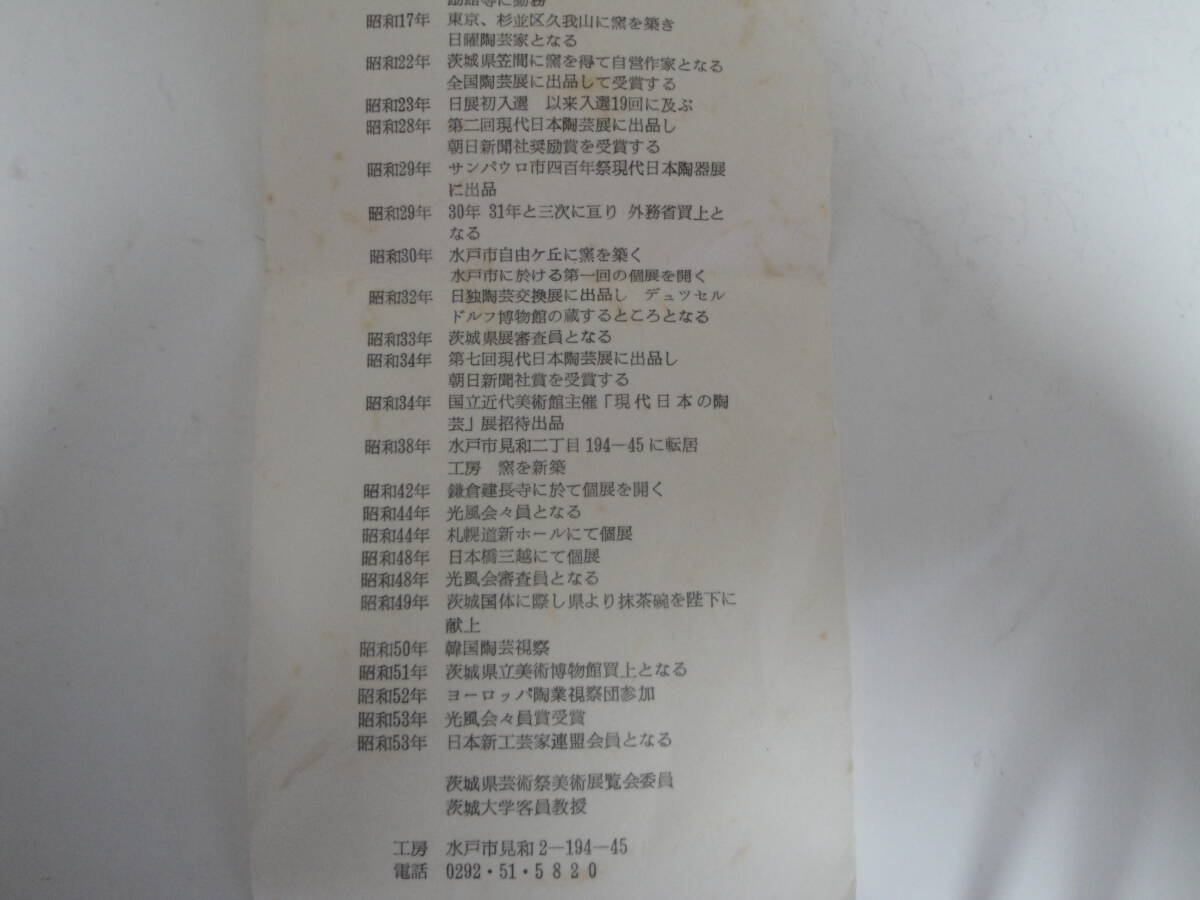 励館等に勤務
昭和17年 東京、杉並区久我山に窯を築き
日曜陶芸家となる
昭和22年 茨城県笠間に窯を得て自営作家となる
全国陶芸展に出品して受賞する
昭和23年 日展初入選 以来入選19回に及ぶ
昭和28年 第二回現代日本陶芸展に出品し
朝日新聞社奨励賞を受賞する
昭和29年 サンパウロ市四百年祭現代日本陶器展
に出品
昭和29年 30年 31年と三次に亘り 外務省買上と
なる
昭和30年 水戸市自由ケ丘に窯を築く
水戸市に於ける第一回の個展を開く
昭和32年 日独陶芸交換展に出品し デュツセル
ドルフ博物館の蔵するところとなる
昭和33年 茨城県展審査員となる
昭和34年 第七回現代日本陶芸展に出品し
朝日新聞社賞を受賞する
昭和34年 国立近代美術館主催「現代日本の陶
芸」展招待出品
昭和38年 水戸市見和二丁目194—45に転居
工房 窯を新築
昭和42年 鎌倉建長寺に於て個展を開く
昭和44年 光風会々員となる
昭和44年 札幌道新ホールにて個展
昭和48年 日本橋三越にて個展
昭和48年 光風会審査員となる
昭和49年 茨城国体に際し県より抹茶碗を陛下に
献上
昭和50年 韓国陶芸視察
昭和51年 茨城県立美術博物館買上となる
昭和52年 ヨーロッパ陶業視察団参加
昭和53年 光風会々員賞受賞
昭和53年 日本新工芸家連盟会員となる
茨城県芸術祭美術展覧会委員
茨城大学客員教授
工房 水戸市見和2—194—45
電話 0292・51・5820